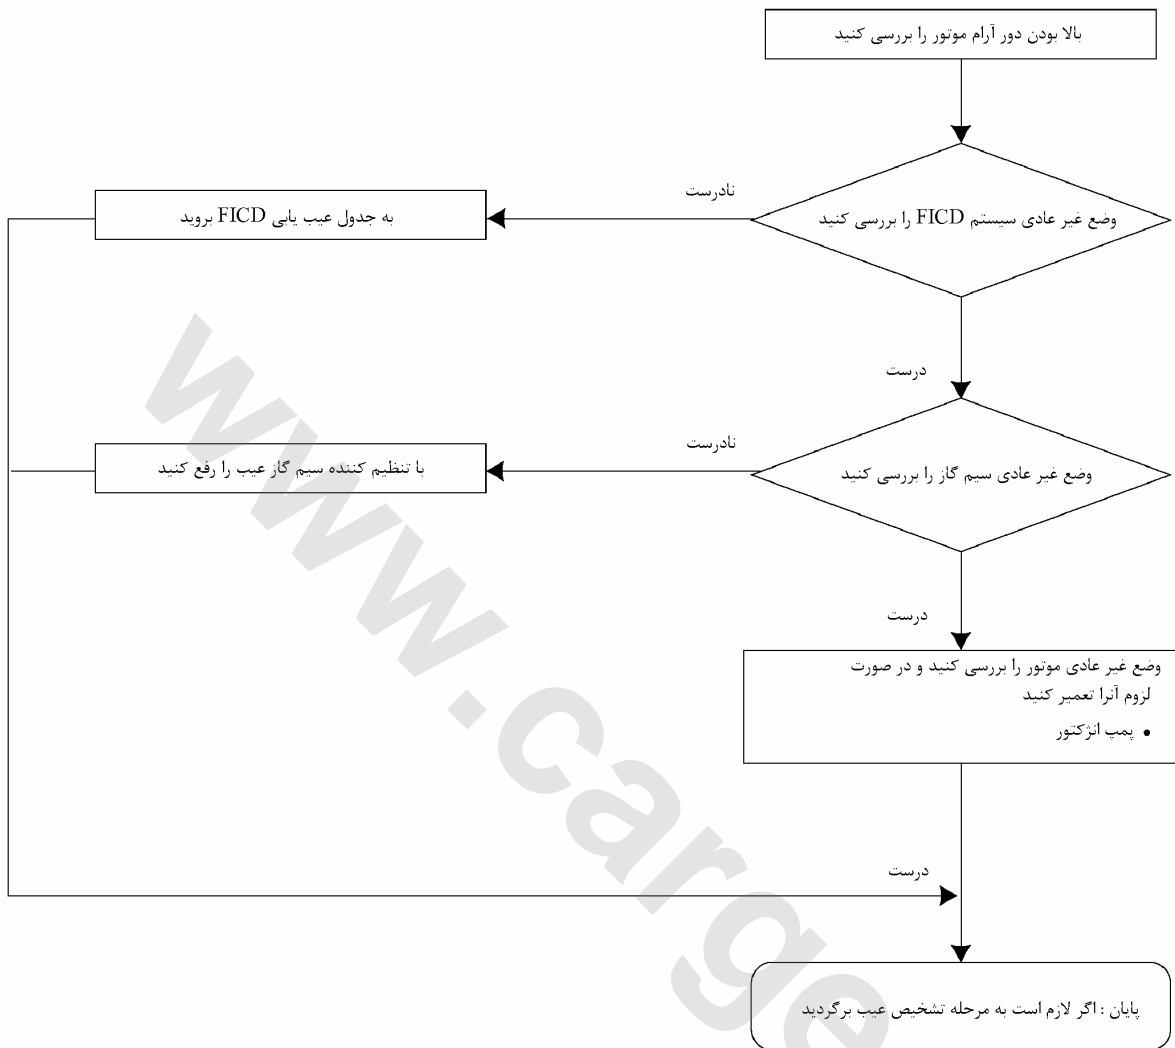 بالا بودن دور آرام موتور را بررسی کنید
نادرست
وضع غیر عادی سیستم FICD را بررسی کنید
به جدول عیب یابی FICD بروید
درست
نادرست
وضع غیر عادی سیم گاز را بررسی کنید
با تنظیم کننده سیم گاز عیب را رفع کنید
درست
وضع غیر عادی موتور را بررسی کنید و در صورت
لزوم آنرا تعمیر کنید
• پمپ انژکتور
درست
پایان : اگر لازم است به مرحله تشخیص عیب برگردید
www.carge